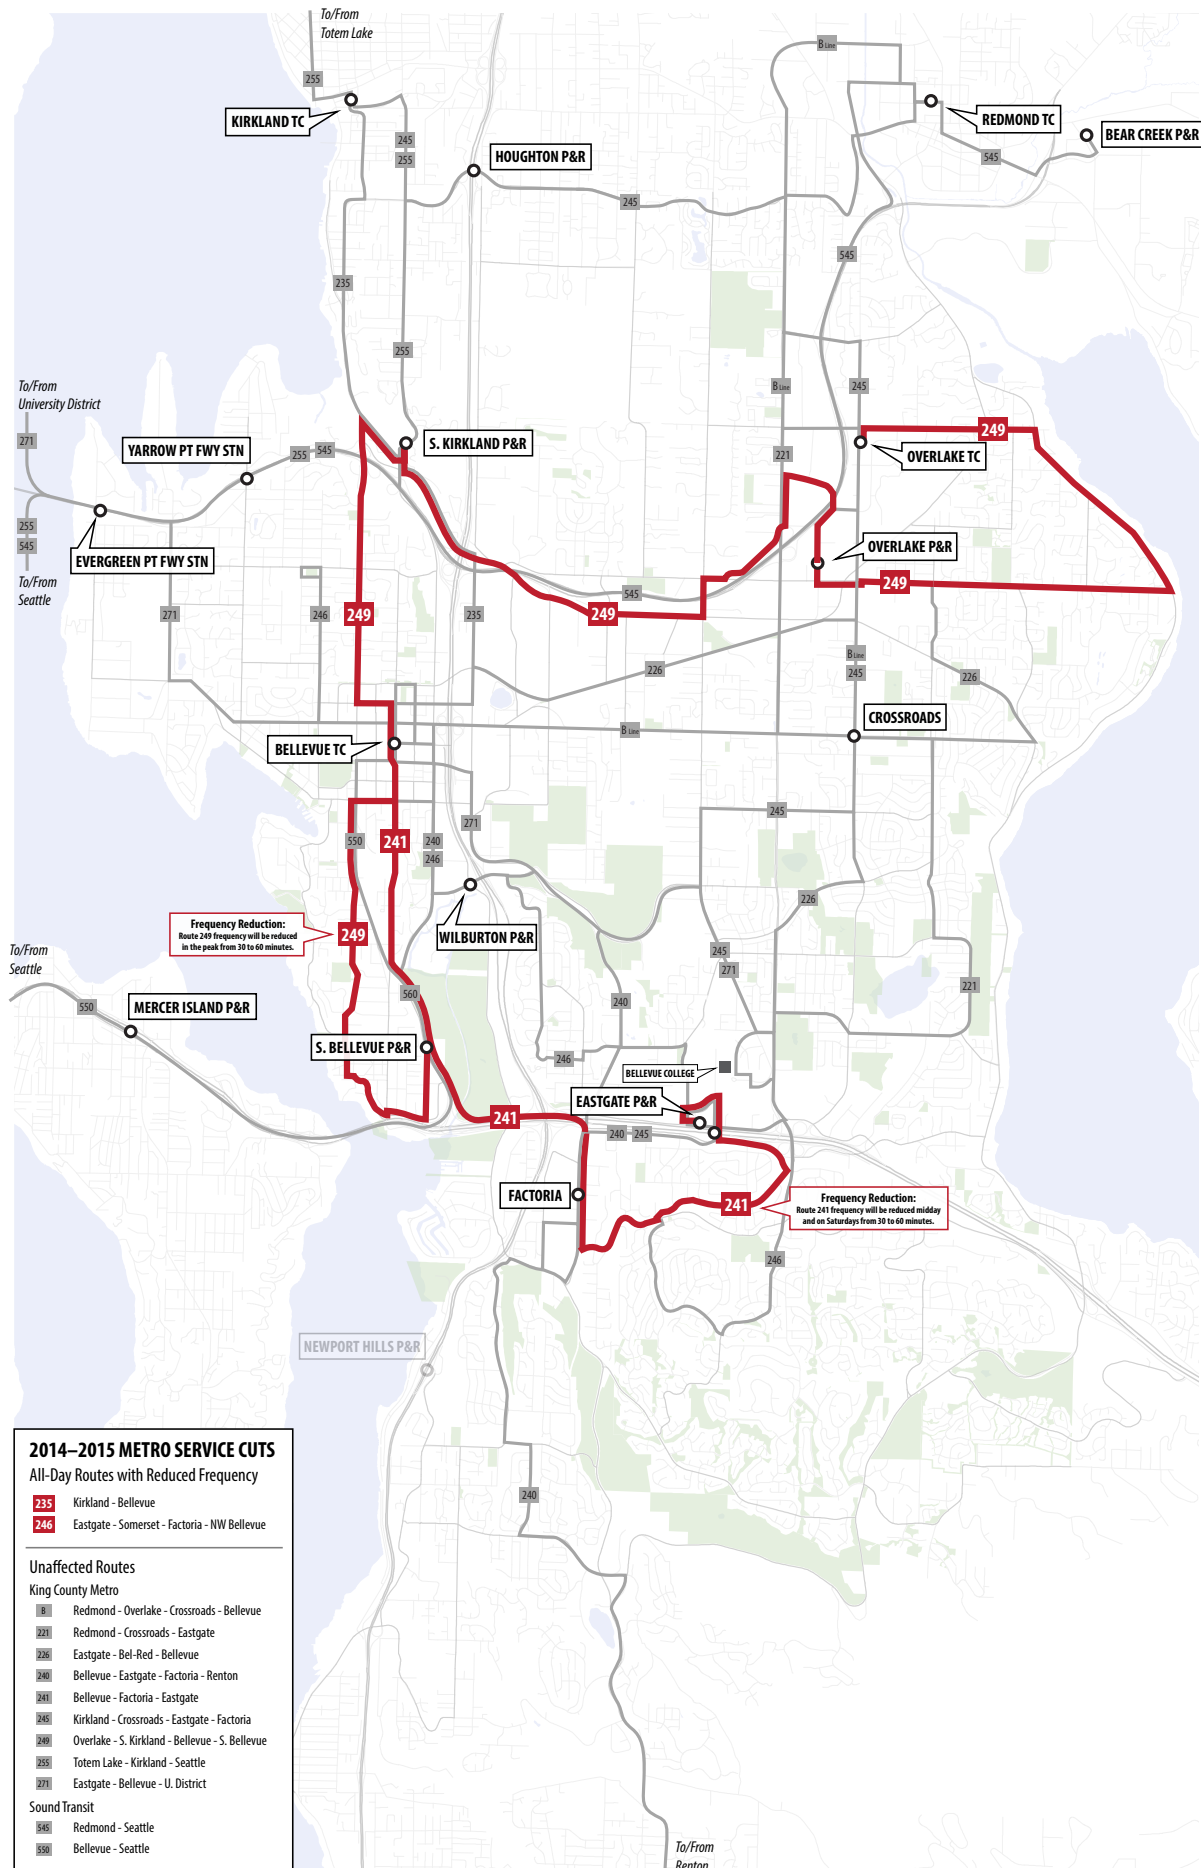 To/From
Totem Lake
B Line
255
KIRKLAND TC
REDMOND TC
BEAR CREEK P&R
245
255
HOUGHTON P&R
545
245
545
235
255
To/From
University District
B Line
245
249
271
YARROW PT FWY STN
255
545
S. KIRKLAND P&R
221
OVERLAKE TC
255
545
EVERGREEN PT FWY STN
OVERLAKE P&R
To/From
Seattle
249
545
271
246
249
235
249
B Line
245
226
226
CROSSROADS
B Line
BELLEVUE TC
245
271
550
241
240
246
226
Frequency Reduction:
Route 249 frequency will be reduced
in the peak from 30 to 60 minutes.
249
WILBURTON P&R
To/From
Seattle
245
271
221
550
MERCER ISLAND P&R
560
240
S. BELLEVUE P&R
246
BELLEVUE COLLEGE
EASTGATE P&R
241
240
245
FACTORIA
241
Frequency Reduction:
Route 241 frequency will be reduced midday
and on Saturdays from 30 to 60 minutes.
246
NEWPORT HILLS P&R
2014–2015 METRO SERVICE CUTS
All-Day Routes with Reduced Frequency
235 Kirkland - Bellevue
246 Eastgate - Somerset - Factoria - NW Bellevue
240
Unaffected Routes
King County Metro
B Redmond - Overlake - Crossroads - Bellevue
221 Redmond - Crossroads - Eastgate
226 Eastgate - Bel-Red - Bellevue
240 Bellevue - Eastgate - Factoria - Renton
241 Bellevue - Factoria - Eastgate
245 Kirkland - Crossroads - Eastgate - Factoria
249 Overlake - S. Kirkland - Bellevue - S. Bellevue
255 Totem Lake - Kirkland - Seattle
271 Eastgate - Bellevue - U. District
Sound Transit
545 Redmond - Seattle
550 Bellevue - Seattle
To/From
Renton